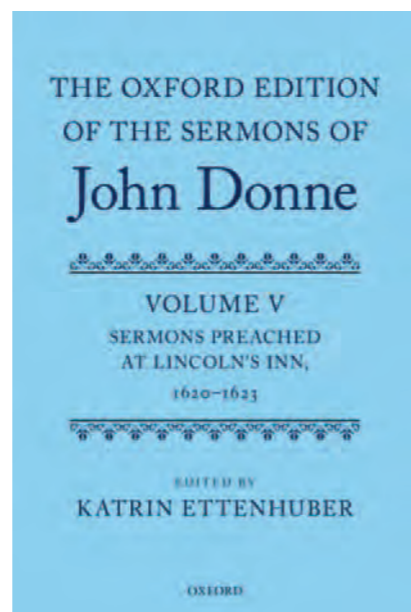 THE OXFORD EDITION
OF THE SERMONS OF
John Donne
VOLUME V
SERMONS PREACHED
AT LINCOLN'S INN,
1620–1623
EDITED BY
KATRIN ETTENHUBER
OXFORD